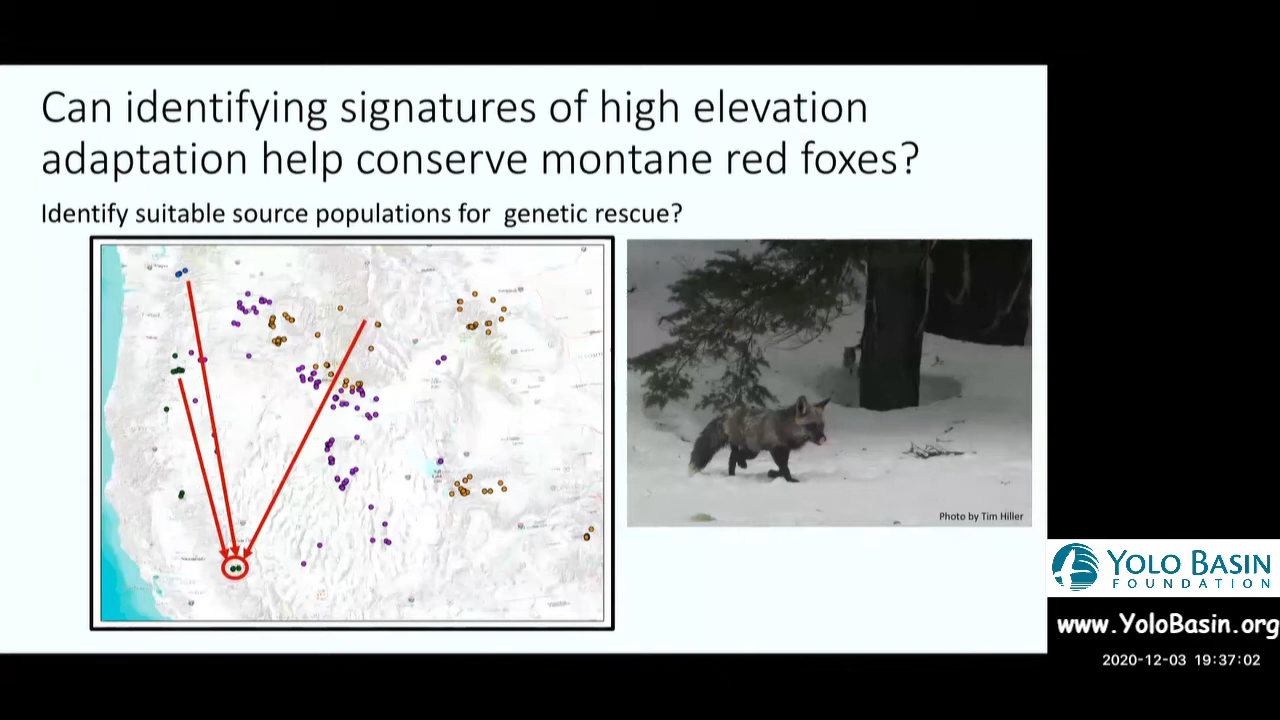 Can identifying signatures of high elevation
adaptation help conserve montane red foxes?
Identify suitable source populations for genetic rescue?
Photo by Tim Hiller
YOLO BASIN
FOUNDATION
www.YoloBasin.org
2020-12-03 19:37:02